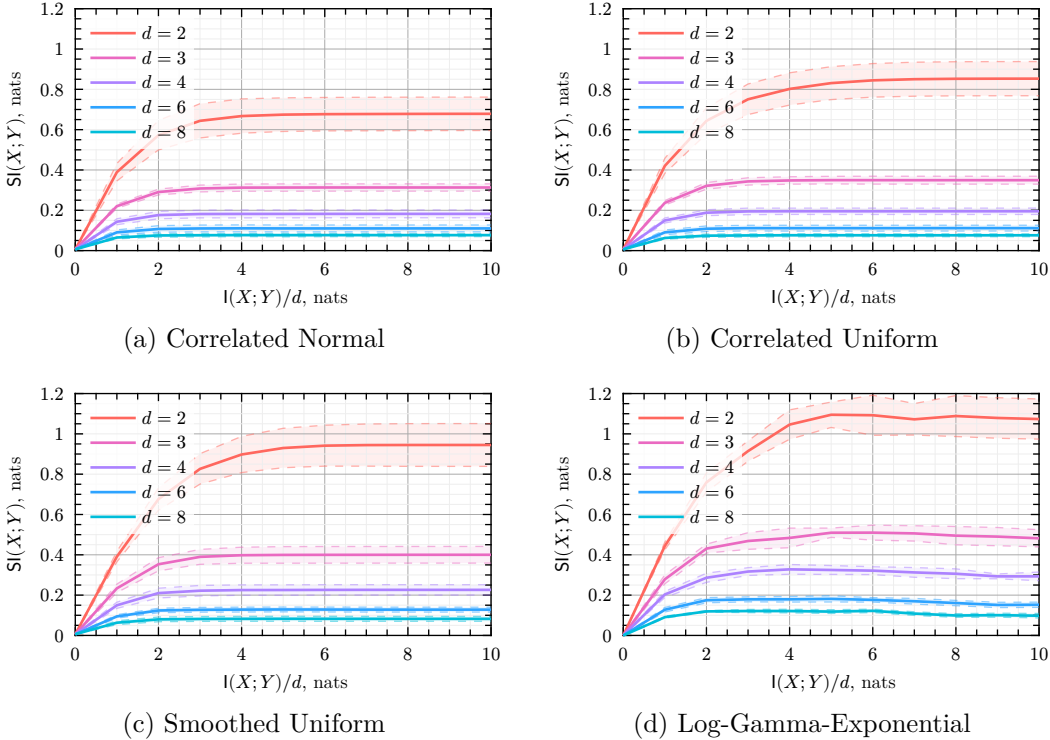 1.2
1
0.8
0.6
0.4
0.2
0
SI(X; Y), nats
d = 2
d = 3
d = 4
d = 6
d = 8
0 2 4 6 8 10
I(X; Y)/d, nats
(a) Correlated Normal
1.2
1
0.8
0.6
0.4
0.2
0
SI(X; Y), nats
d = 2
d = 3
d = 4
d = 6
d = 8
0 2 4 6 8 10
I(X; Y)/d, nats
(b) Correlated Uniform
1.2
1
0.8
0.6
0.4
0.2
0
SI(X; Y), nats
d = 2
d = 3
d = 4
d = 6
d = 8
0 2 4 6 8 10
I(X; Y)/d, nats
(c) Smoothed Uniform
1.2
1
0.8
0.6
0.4
0.2
0
SI(X; Y), nats
d = 2
d = 3
d = 4
d = 6
d = 8
0 2 4 6 8 10
I(X; Y)/d, nats
(d) Log-Gamma-Exponential